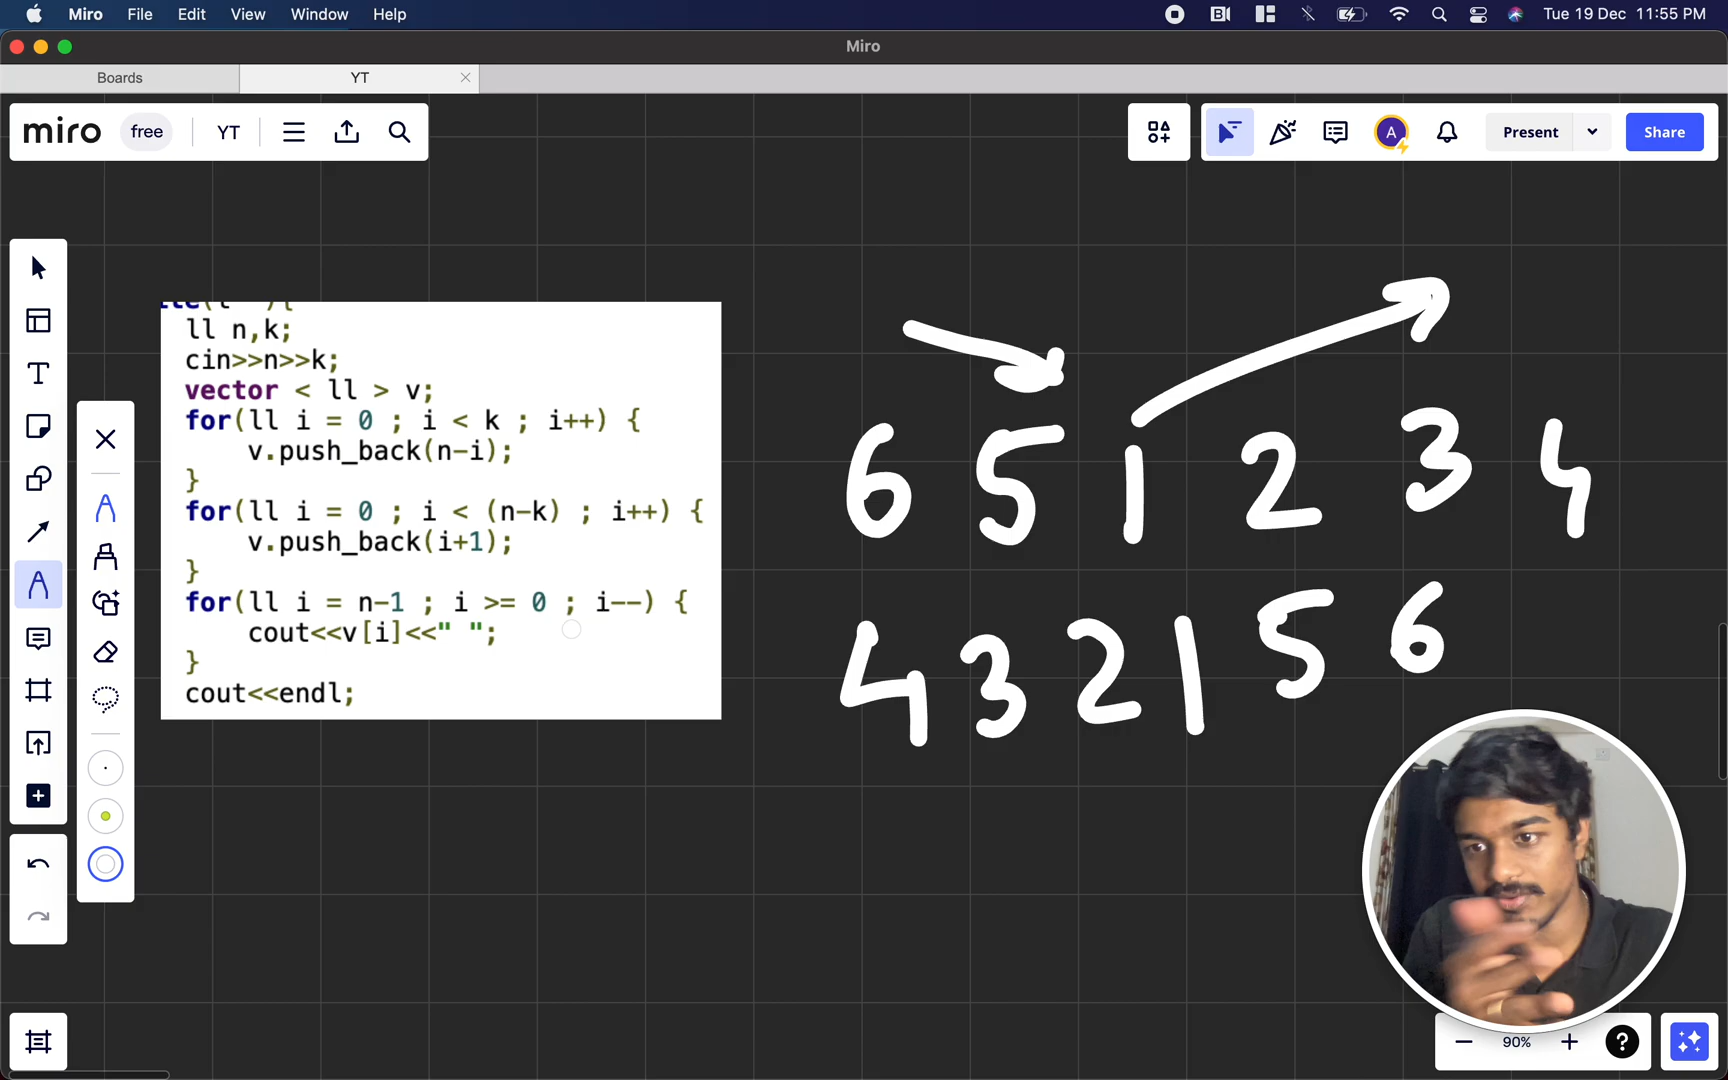 Miro File Edit View Window Help Tue 19 Dec 11:55 PM
Miro
Boards YT
miro free YT Present Share
A
ll n,k;
cin>>n>>k;
vector < ll > v;
for(ll i = 0 ; i < k ; i++) {
v.push_back(n-i);
}
for(ll i = 0 ; i < (n-k) ; i++) {
v.push_back(i+1);
}
for(ll i = n-1 ; i >= 0 ; i--) {
cout<<v[i]<<" ";
}
cout<<endl;
6 5 1 2 3 4
4 3 2 1 5 6
90%